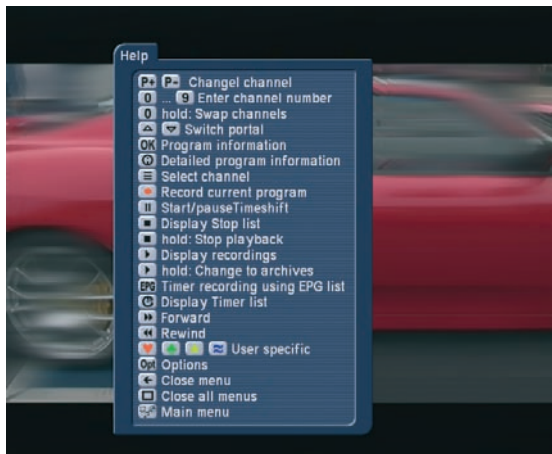 Help
P+ P- Changel channel
0 ... 9 Enter channel number
0 hold: Swap channels
Switch portal
OK Program information
Detailed program information
Select channel
Record current program
Start/pauseTimeshift
Display Stop list
hold: Stop playback
Display recordings
hold: Change to archives
EPG Timer recording using EPG list
Display Timer list
Forward
Rewind
User specific
Opt Options
Close menu
Close all menus
Main menu